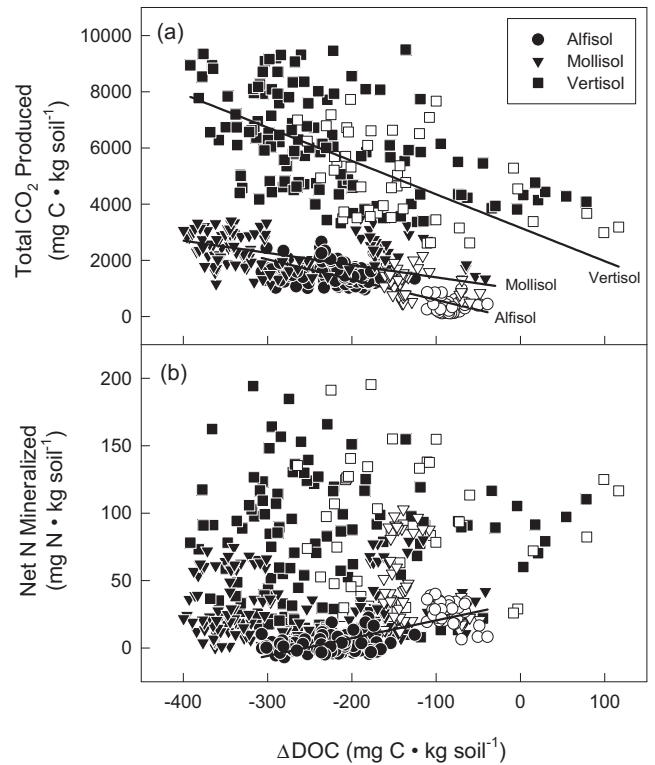 (a)
Alfisol
Mollisol
Vertisol
10000
8000
6000
4000
2000
0
Total CO₂ Produced
(mg C • kg soil⁻¹)
Vertisol
Mollisol
Alfisol
(b)
200
150
100
50
0
Net N Mineralized
(mg N • kg soil⁻¹)
-400 -300 -200 -100 0 100
ΔDOC (mg C • kg soil⁻¹)